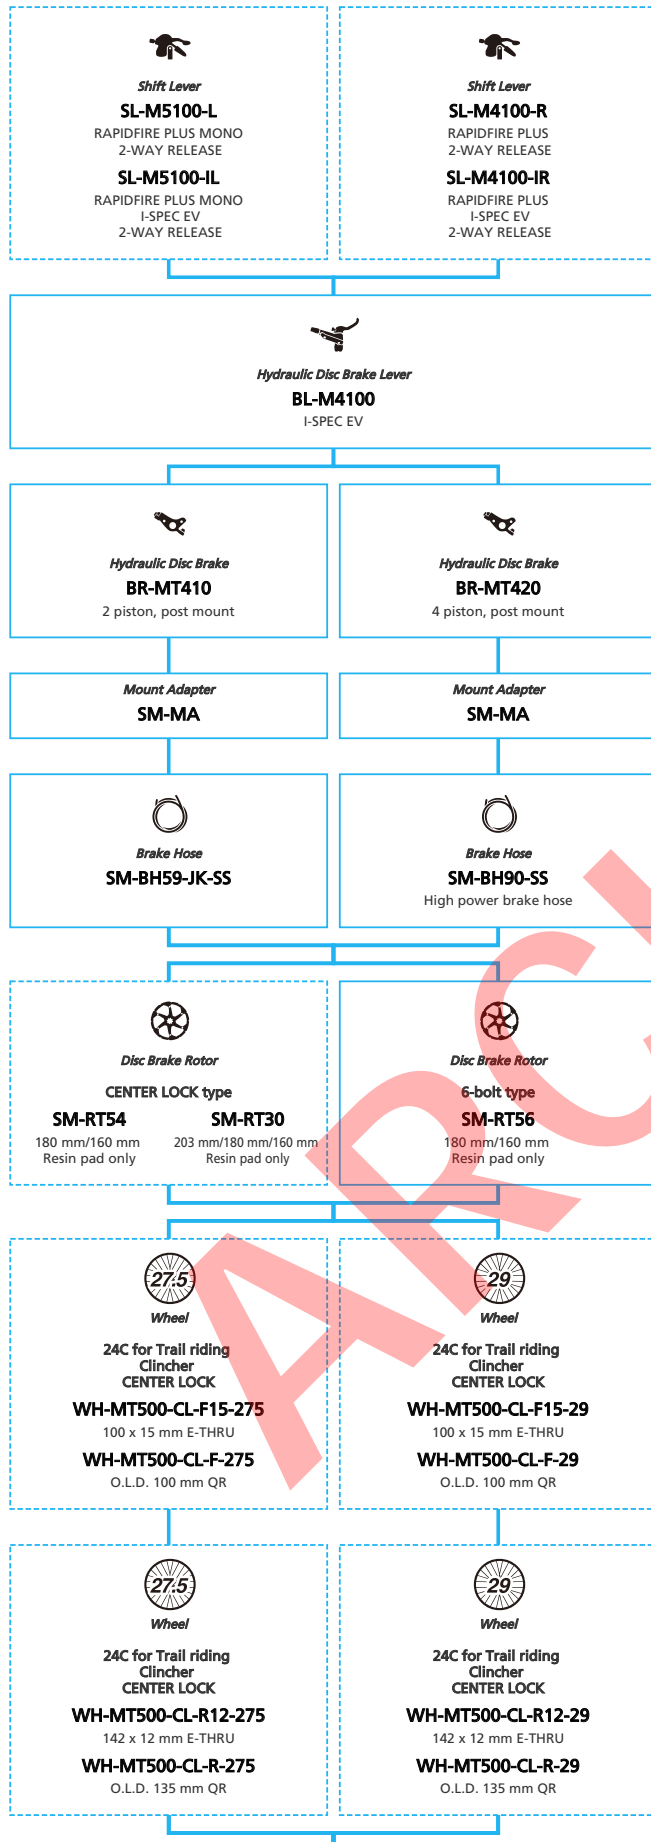 Shift Lever
SL-M5100-L
RAPIDFIRE PLUS MONO
2-WAY RELEASE
SL-M5100-IL
RAPIDFIRE PLUS MONO
I-SPEC EV
2-WAY RELEASE
Shift Lever
SL-M4100-R
RAPIDFIRE PLUS
2-WAY RELEASE
SL-M4100-IR
RAPIDFIRE PLUS
I-SPEC EV
2-WAY RELEASE
Hydraulic Disc Brake Lever
BL-M4100
I-SPEC EV
Hydraulic Disc Brake
BR-MT410
2 piston, post mount
Hydraulic Disc Brake
BR-MT420
4 piston, post mount
Mount Adapter
SM-MA
Mount Adapter
SM-MA
Brake Hose
SM-BH59-JK-SS
Brake Hose
SM-BH90-SS
High power brake hose
Disc Brake Rotor
CENTER LOCK type
SM-RT54
180 mm/160 mm
Resin pad only
SM-RT30
203 mm/180 mm/160 mm
Resin pad only
Disc Brake Rotor
6-bolt type
SM-RT56
180 mm/160 mm
Resin pad only
27.5
Wheel
24C for Trail riding
Clincher
CENTER LOCK
WH-MT500-CL-F15-275
100 x 15 mm E-THRU
WH-MT500-CL-F-275
O.L.D. 100 mm QR
29
Wheel
24C for Trail riding
Clincher
CENTER LOCK
WH-MT500-CL-F15-29
100 x 15 mm E-THRU
WH-MT500-CL-F-29
O.L.D. 100 mm QR
27.5
Wheel
24C for Trail riding
Clincher
CENTER LOCK
WH-MT500-CL-R12-275
142 x 12 mm E-THRU
WH-MT500-CL-R-275
O.L.D. 135 mm QR
29
Wheel
24C for Trail riding
Clincher
CENTER LOCK
WH-MT500-CL-R12-29
142 x 12 mm E-THRU
WH-MT500-CL-R-29
O.L.D. 135 mm QR